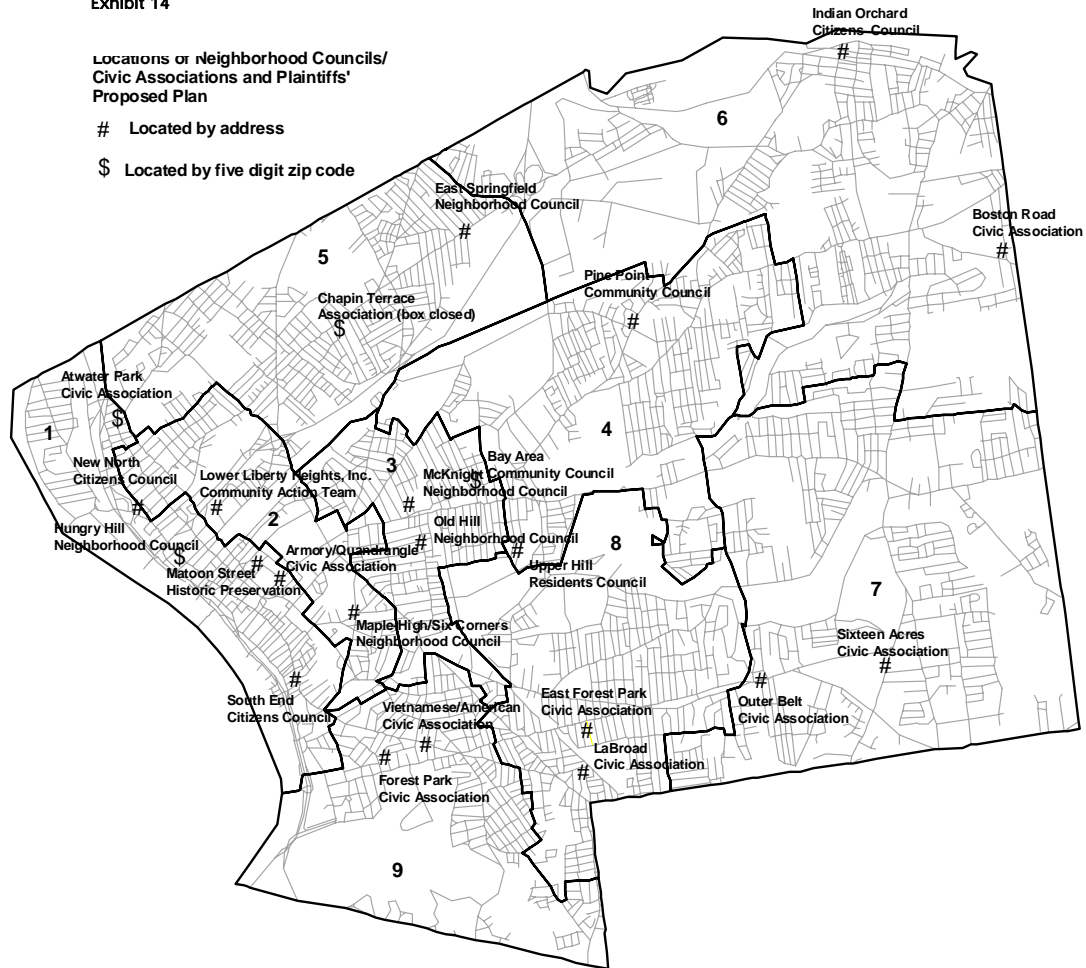 Exhibit 14
Locations of Neighborhood Councils/
Civic Associations and Plaintiffs'
Proposed Plan
# Located by address
$ Located by five digit zip code
Indian Orchard
Citizens Council
#
6
East Springfield
Neighborhood Council
#
Boston Road
Civic Association
#
5
Pine Point
Community Council
#
Chapin Terrace
Association (box closed)
$
Atwater Park
Civic Association
$
1
4
New North
Citizens Council
#
Lower Liberty Heights, Inc.
Community Action Team
#
3
McKnight
Neighborhood Council
#
Bay Area
Community Council
$
2
Hungry Hill
Neighborhood Council
$
Old Hill
Neighborhood Council
#
#
8
Matoon Street
Historic Preservation
#
#
Armory/Quadrangle
Civic Association
Upper Hill
Residents Council
7
#
Maple High/Six Corners
Neighborhood Council
Sixteen Acres
Civic Association
#
South End
Citizens Council
#
Vietnamese/American
Civic Association
#
East Forest Park
Civic Association
#
#
Outer Belt
Civic Association
LaBroad
Civic Association
#
#
Forest Park
Civic Association
9